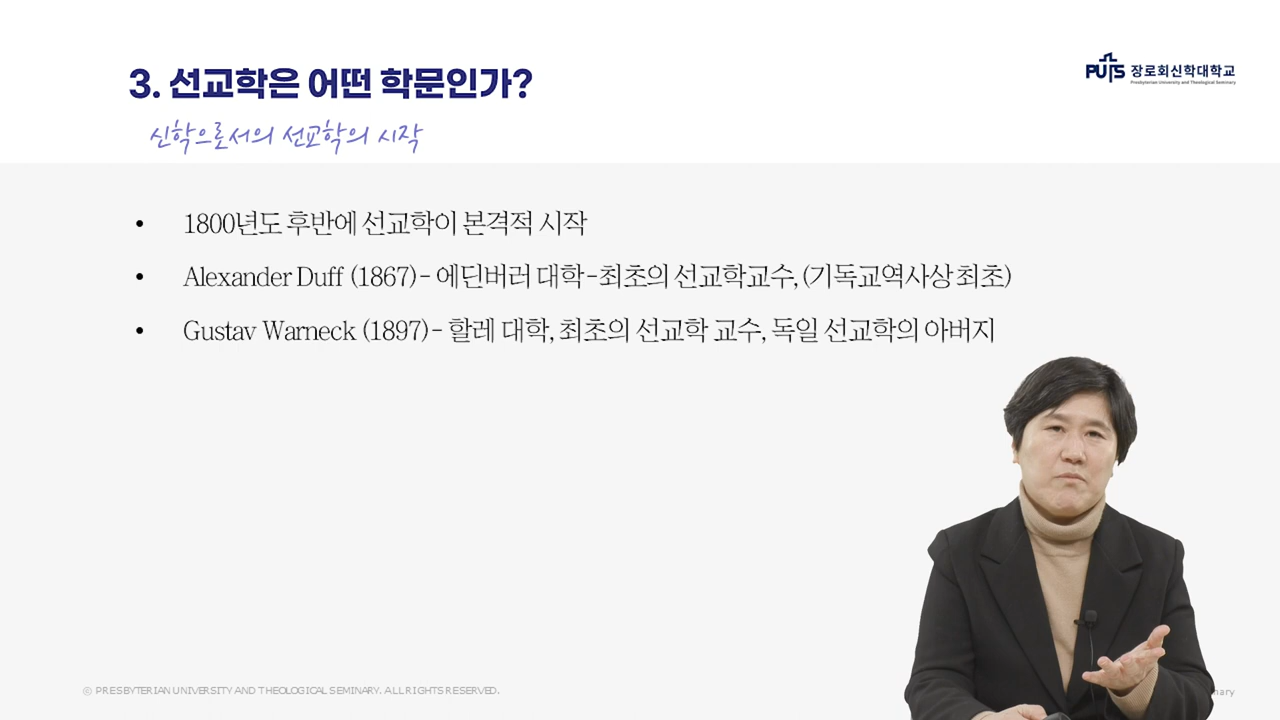 3. 선교학은 어떤 학문인가?
신학으로서의 선교학의 시작
PUTS 장로회신학대학교
Presbyterian University and Theological Seminary
• 1800년도 후반에 선교학이 본격적 시작
• Alexander Duff (1867) - 에딘버러 대학 -최초의 선교학교수, (기독교역사상 최초)
• Gustav Warneck (1897) - 할레 대학, 최초의 선교학 교수, 독일 선교학의 아버지
ⓒ PRESBYTERIAN UNIVERSITY AND THEOLOGICAL SEMINARY. ALL RIGHTS RESERVED.